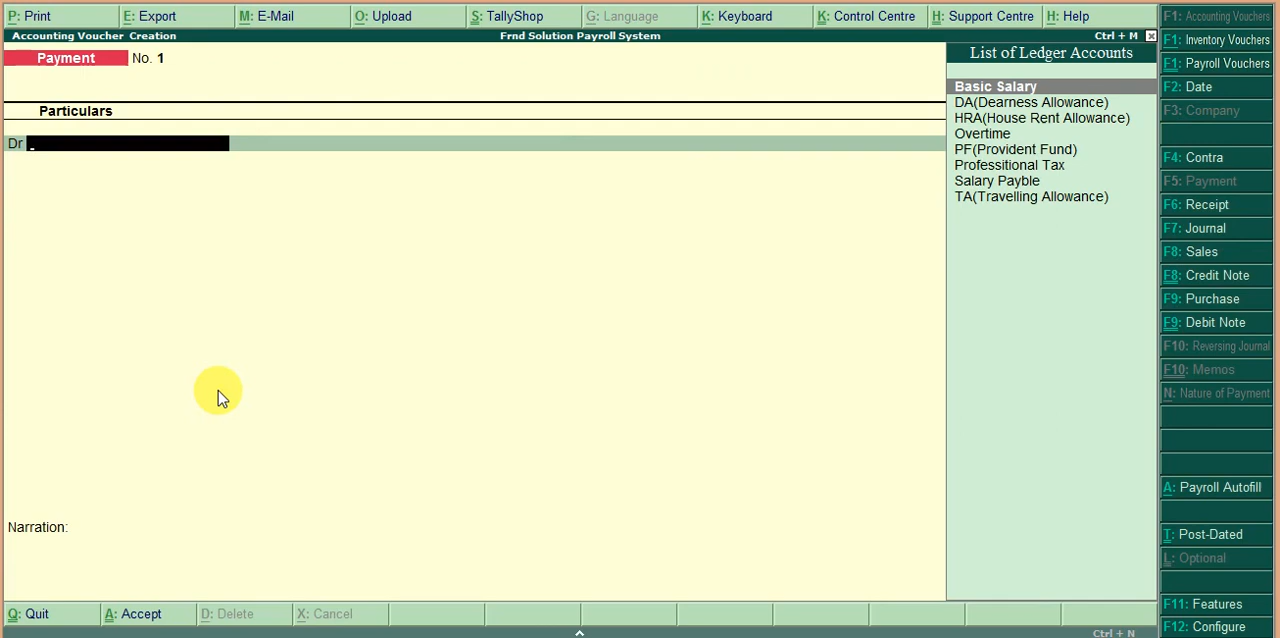 P: Print E: Export M: E-Mail O: Upload S: TallyShop G: Language K: Keyboard K: Control Centre H: Support Centre H: Help
Accounting Voucher Creation Frnd Solution Payroll System Ctrl + M x
Payment No. 1
Particulars
Dr
Narration:
List of Ledger Accounts
Basic Salary
DA(Dearness Allowance)
HRA(House Rent Allowance)
Overtime
PF(Provident Fund)
Professitional Tax
Salary Payble
TA(Travelling Allowance)
F1: Accounting Vouchers
F1: Inventory Vouchers
F1: Payroll Vouchers
F2: Date
F3: Company
F4: Contra
F5: Payment
F6: Receipt
F7: Journal
F8: Sales
F8: Credit Note
F9: Purchase
F9: Debit Note
F10: Reversing Journal
F10: Memos
N: Nature of Payment
A: Payroll Autofill
T: Post-Dated
L: Optional
F11: Features
F12: Configure
Q: Quit A: Accept D: Delete X: Cancel
Ctrl + N